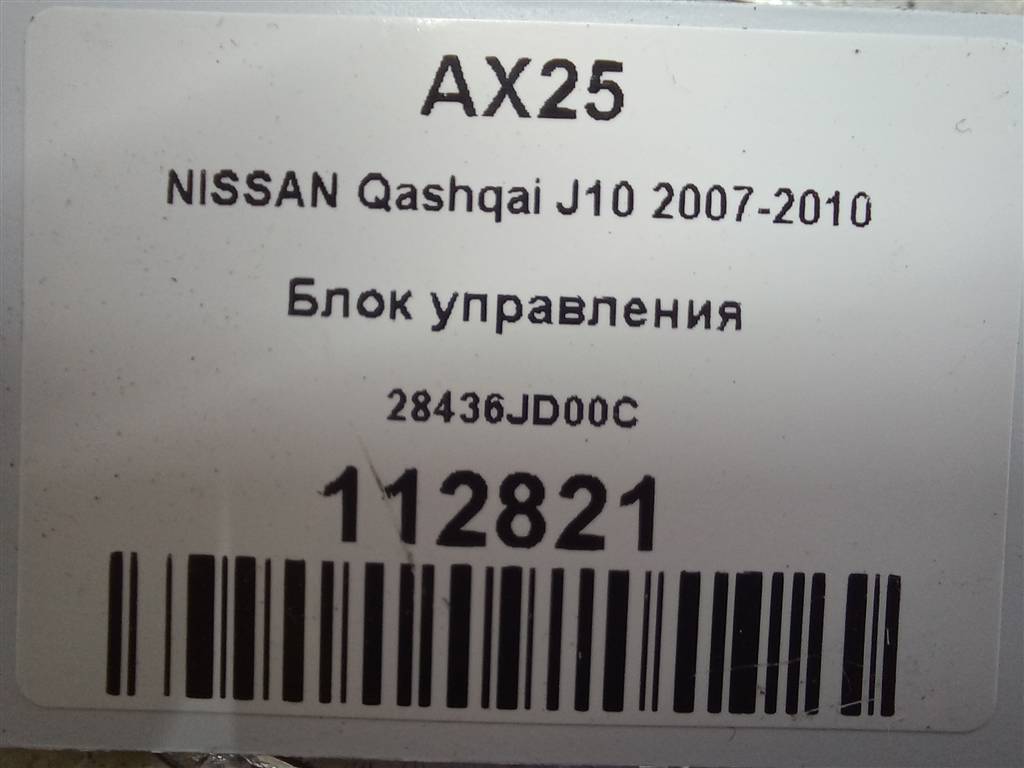 AX25
NISSAN Qashqai J10 2007-2010
Блок управления
28436JD00C
112821